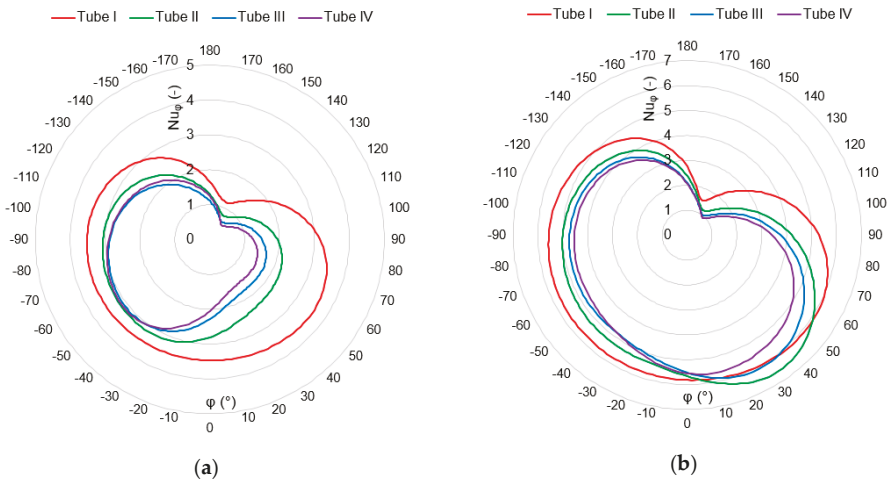 Tube I Tube II Tube III Tube IV
180
-170 5 170
-160 160
-150 4 150
-140 140
-130 3 130
-120 2 120
-110 1 110
-100 0 100
-90 90
-80 80
-70 70
-60 60
-50 50
-40 40
-30 30
-20 20
-10 10
0
Nuφ (-)
φ (°)
(a)
Tube I Tube II Tube III Tube IV
180
-170 7 170
-160 6 160
-150 5 150
-140 4 140
-130 3 130
-120 2 120
-110 1 110
-100 0 100
-90 90
-80 80
-70 70
-60 60
-50 50
-40 40
-30 30
-20 20
-10 10
0
Nuφ (-)
φ (°)
(b)